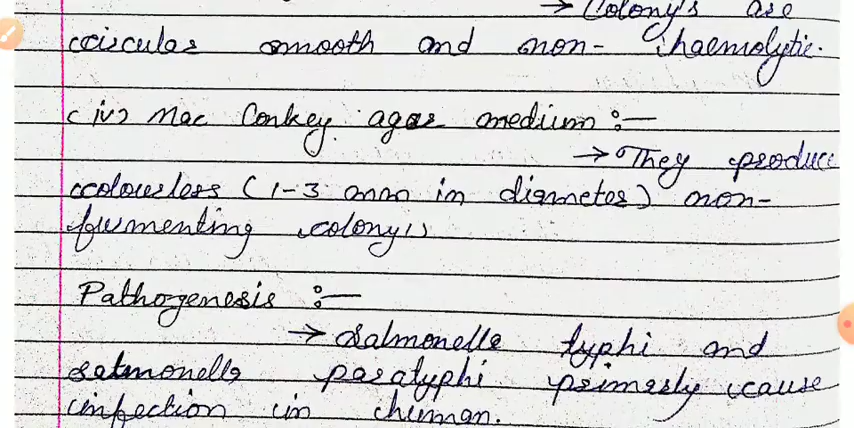 → Colony's are
circular smooth and non- haemolytic.
(iv) Mac Conkey agar medium :—
→ They produce
colourless (1-3 mm in diameter) non-
furmenting colony's
Pathogenesis :—
→ Salmonella typhi and
salmonella paratyphi primarly cause
infection in human.